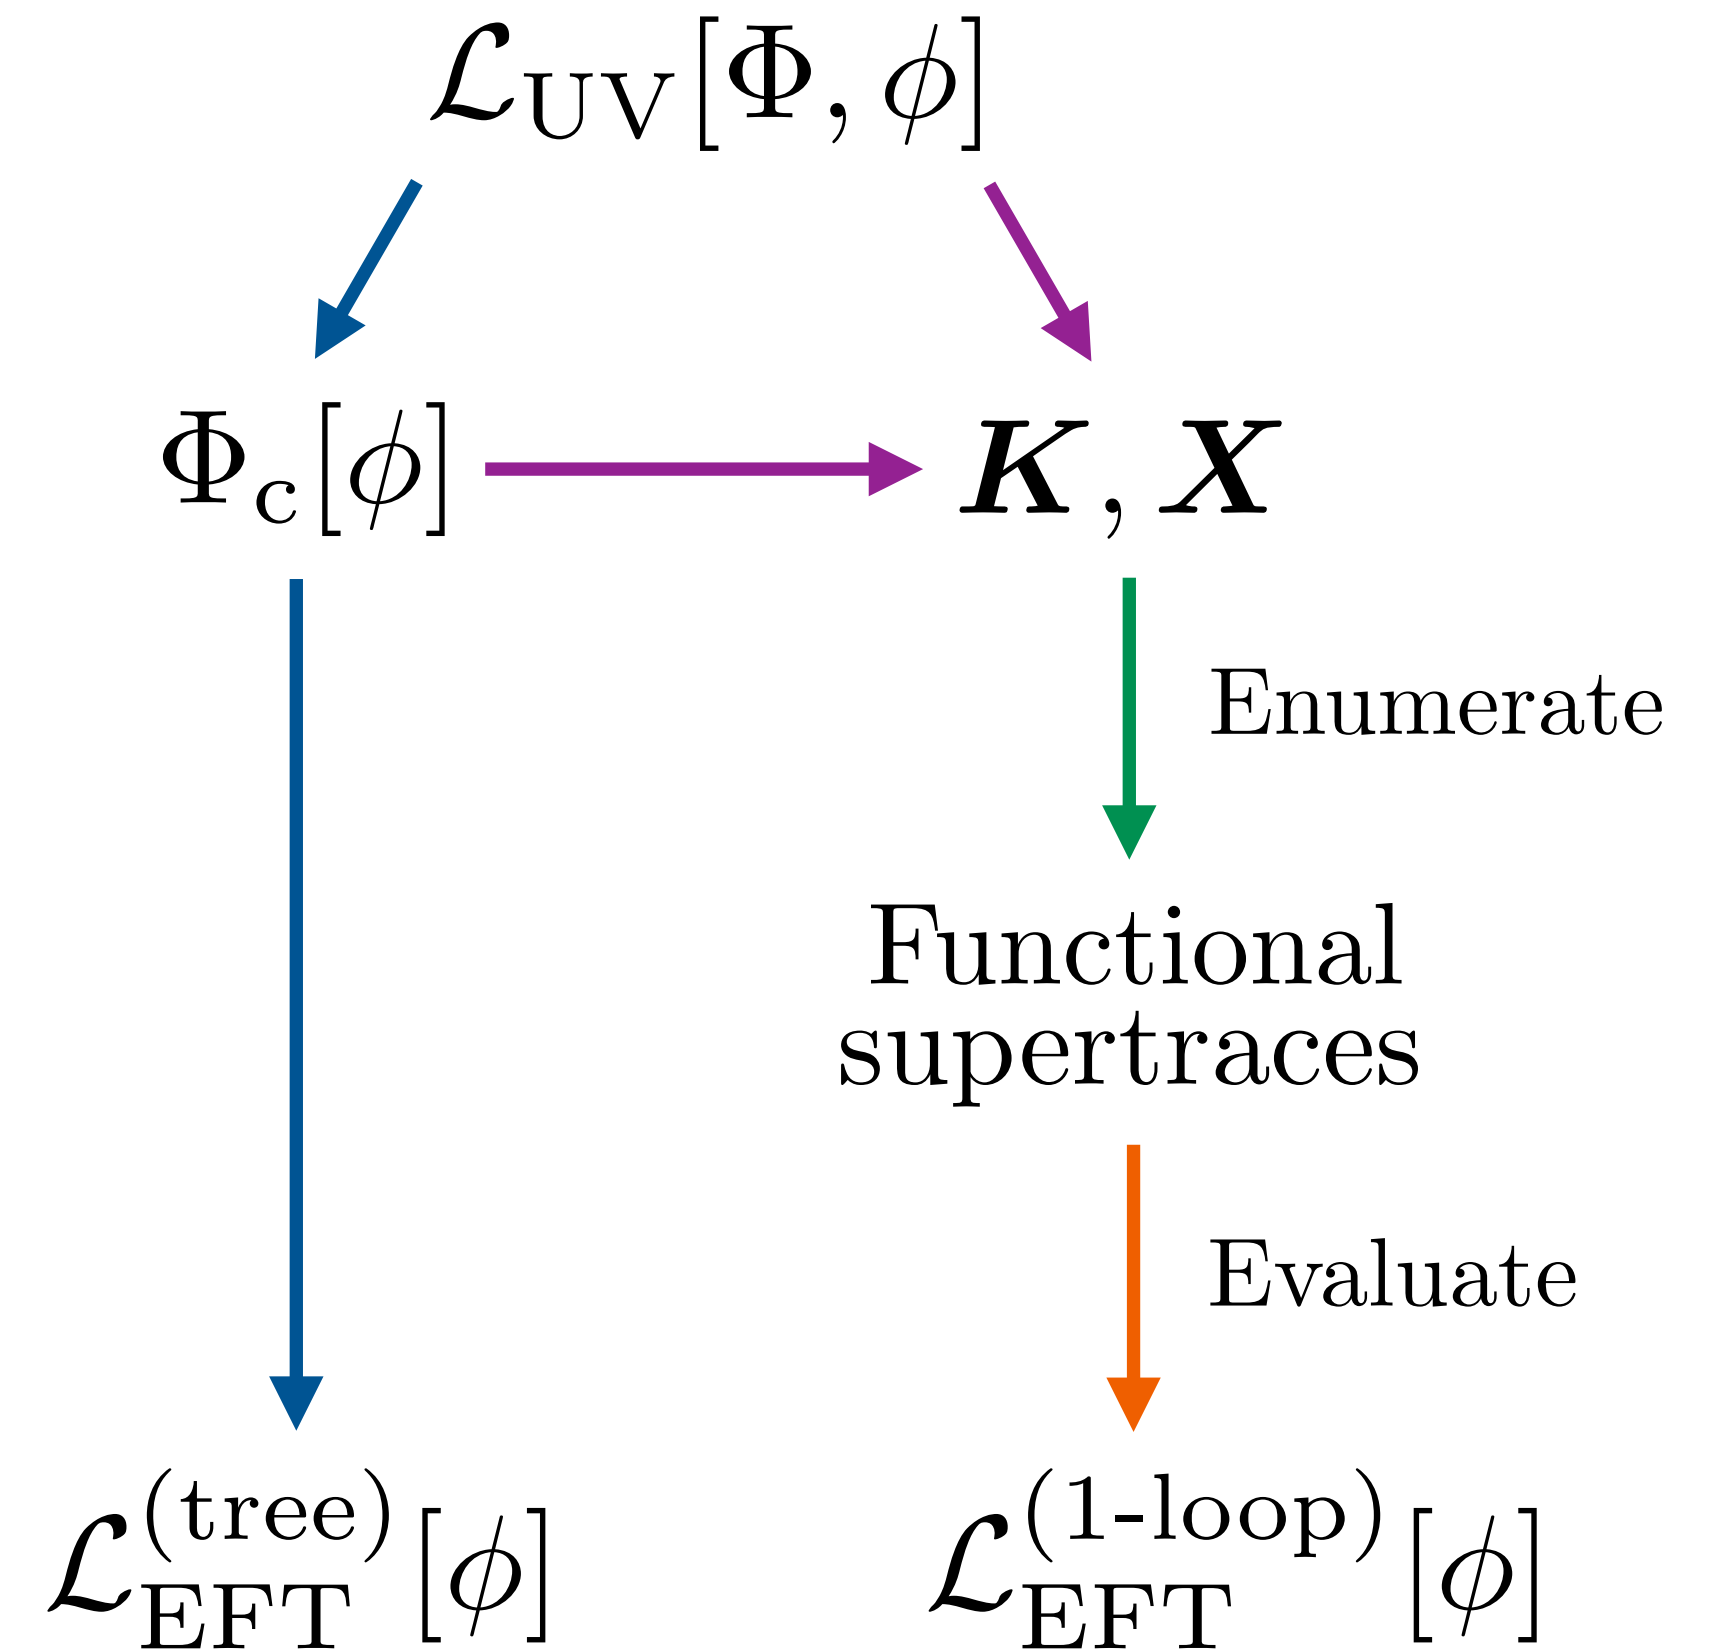 𝓛_UV[Φ, ϕ]
Φ_c[ϕ]
𝑲, 𝑿
Enumerate
Functional
supertraces
Evaluate
𝓛_EFT^(tree)[ϕ]
𝓛_EFT^(1-loop)[ϕ]